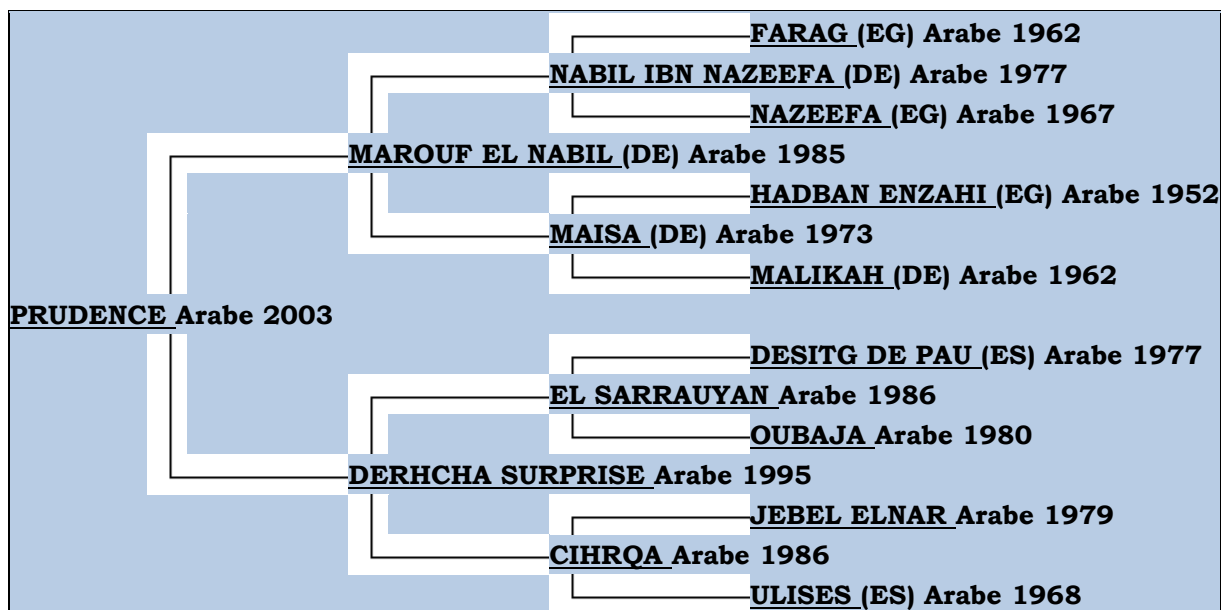 FARAG (EG) Arabe 1962
NABIL IBN NAZEEFA (DE) Arabe 1977
NAZEEFA (EG) Arabe 1967
MAROUF EL NABIL (DE) Arabe 1985
HADBAN ENZAHI (EG) Arabe 1952
MAISA (DE) Arabe 1973
MALIKAH (DE) Arabe 1962
PRUDENCE Arabe 2003
DESITG DE PAU (ES) Arabe 1977
EL SARRAUYAN Arabe 1986
OUBAJA Arabe 1980
DERHCHA SURPRISE Arabe 1995
JEBEL ELNAR Arabe 1979
CIHRQA Arabe 1986
ULISES (ES) Arabe 1968